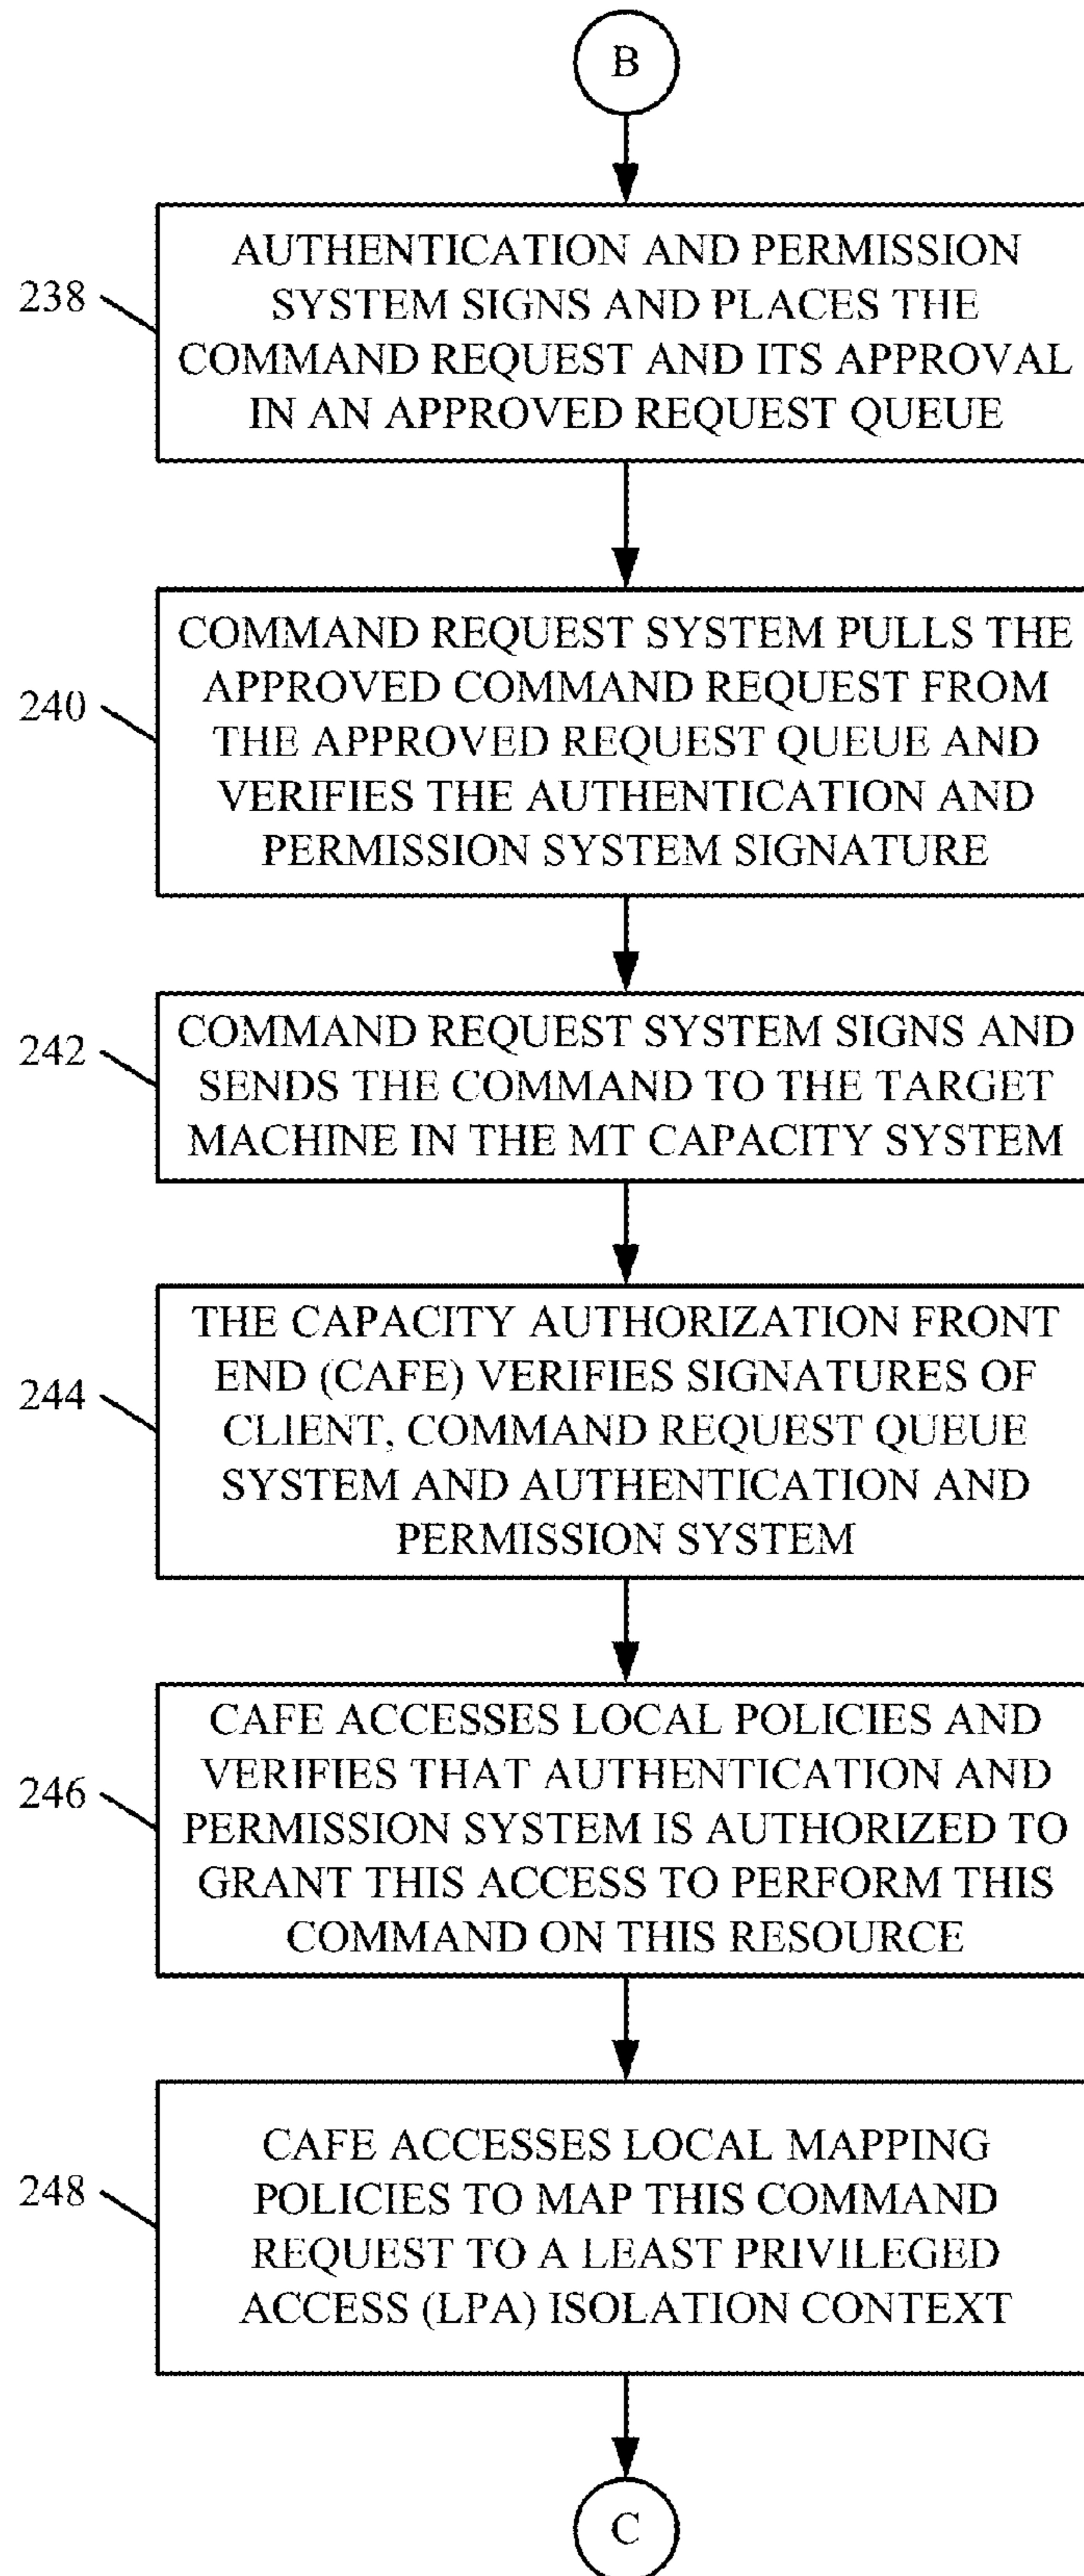 B
238
AUTHENTICATION AND PERMISSION
SYSTEM SIGNS AND PLACES THE
COMMAND REQUEST AND ITS APPROVAL
IN AN APPROVED REQUEST QUEUE
240
COMMAND REQUEST SYSTEM PULLS THE
APPROVED COMMAND REQUEST FROM
THE APPROVED REQUEST QUEUE AND
VERIFIES THE AUTHENTICATION AND
PERMISSION SYSTEM SIGNATURE
242
COMMAND REQUEST SYSTEM SIGNS AND
SENDS THE COMMAND TO THE TARGET
MACHINE IN THE MT CAPACITY SYSTEM
244
THE CAPACITY AUTHORIZATION FRONT
END (CAFE) VERIFIES SIGNATURES OF
CLIENT, COMMAND REQUEST QUEUE
SYSTEM AND AUTHENTICATION AND
PERMISSION SYSTEM
246
CAFE ACCESSES LOCAL POLICIES AND
VERIFIES THAT AUTHENTICATION AND
PERMISSION SYSTEM IS AUTHORIZED TO
GRANT THIS ACCESS TO PERFORM THIS
COMMAND ON THIS RESOURCE
248
CAFE ACCESSES LOCAL MAPPING
POLICIES TO MAP THIS COMMAND
REQUEST TO A LEAST PRIVILEGED
ACCESS (LPA) ISOLATION CONTEXT
C